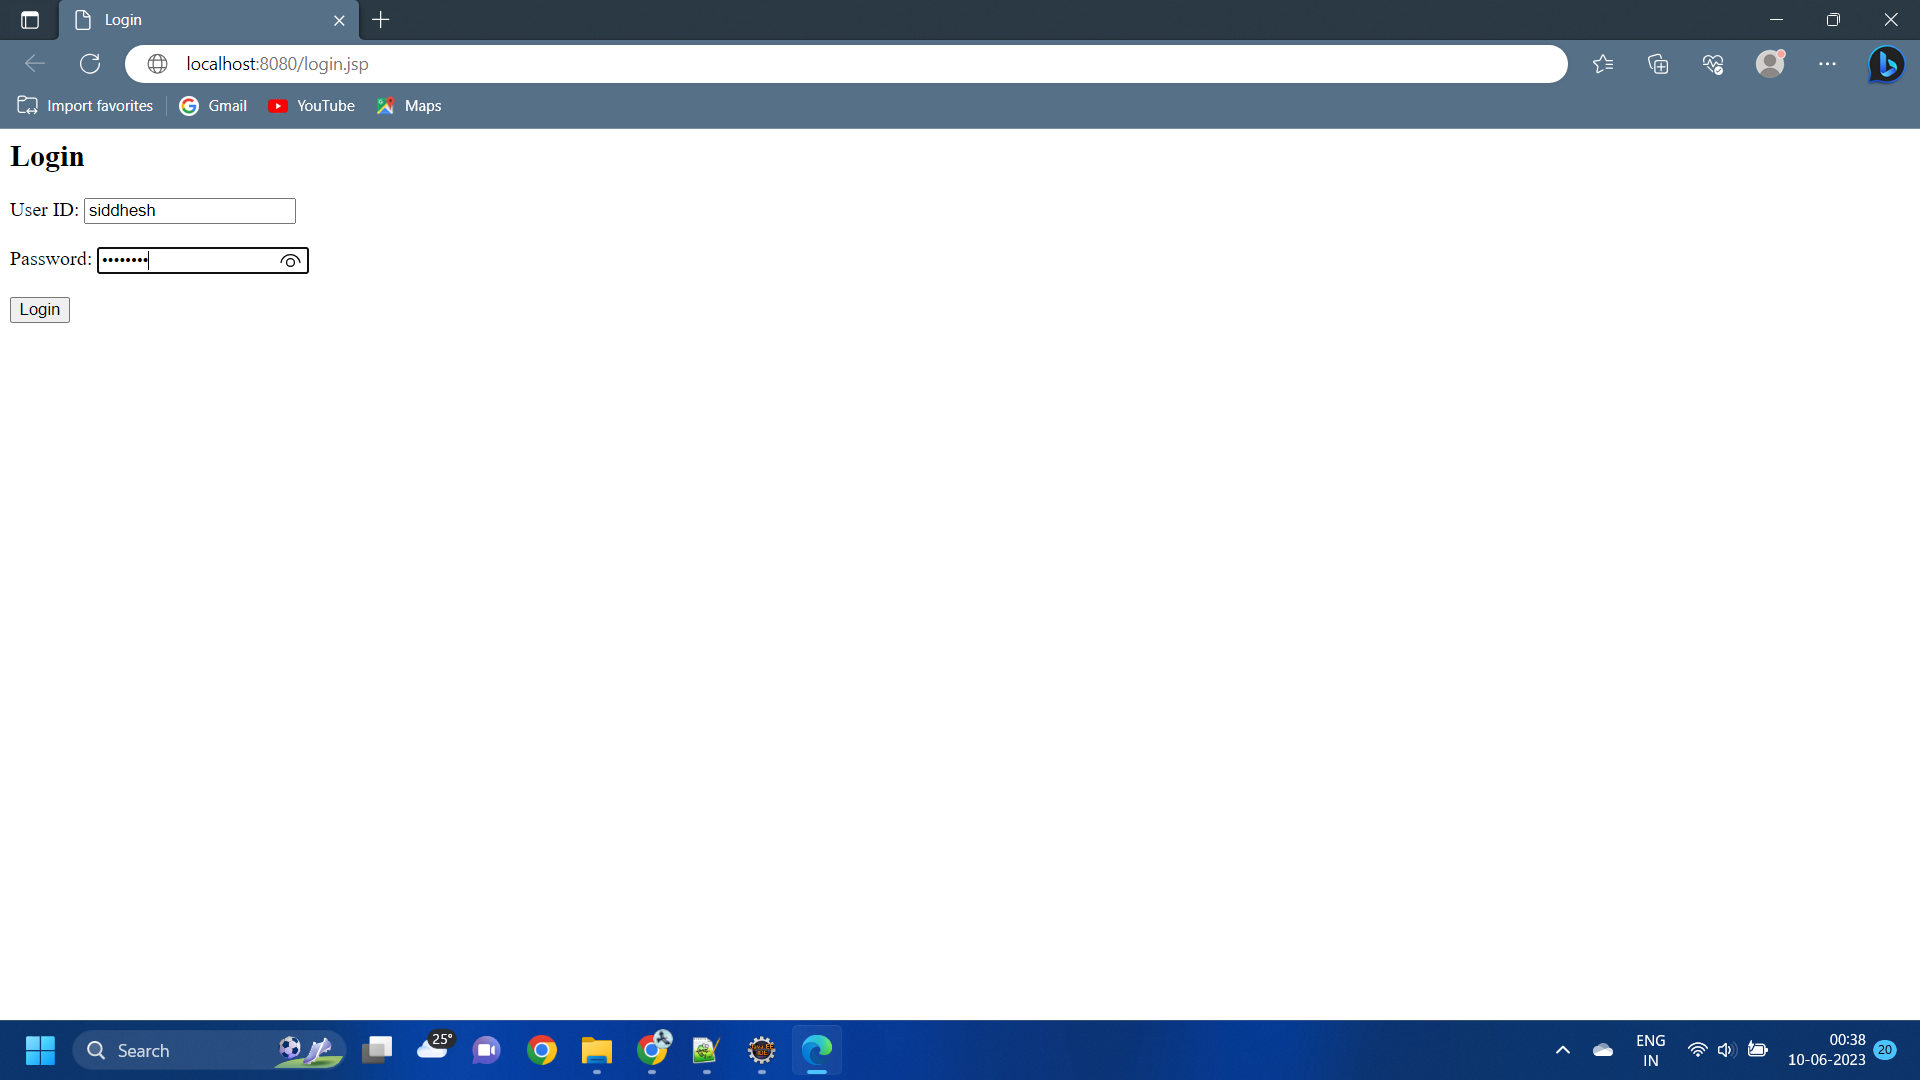 Login
localhost:8080/login.jsp
Import favorites
Gmail
YouTube
Maps
Login
User ID: siddhesh
Password: ••••••••
Login
Search
25°
ENG
IN
00:38
10-06-2023
20